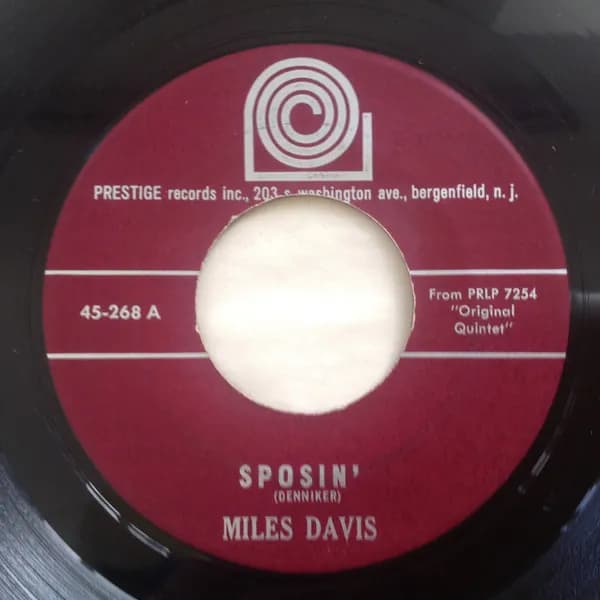 PRESTIGE records inc., 203 s. washington ave., bergenfield, n. j.
45-268 A
From PRLP 7254
"Original
Quintet"
SPOSIN'
(DENNIKER)
MILES DAVIS